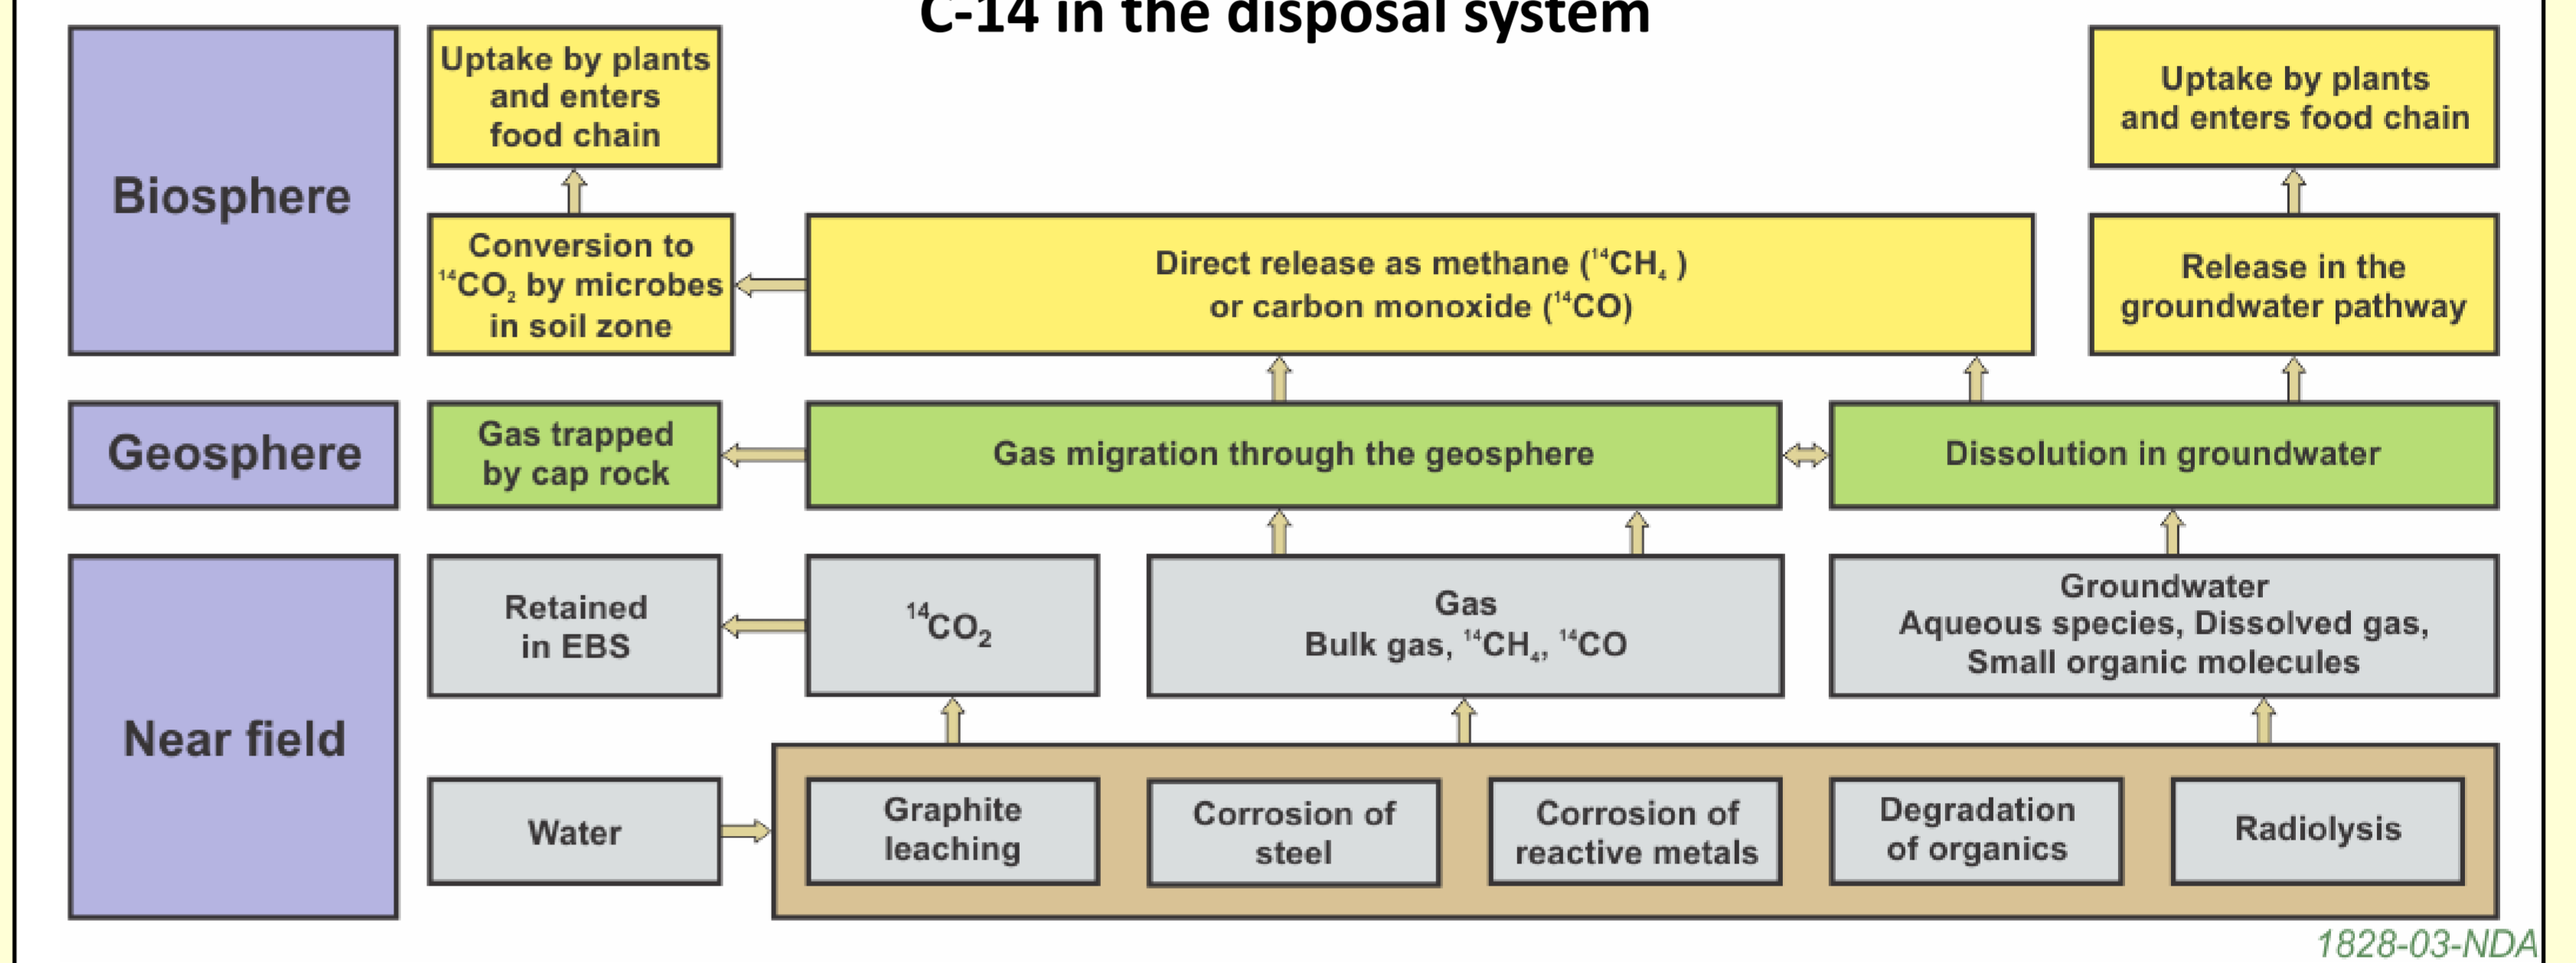 C-14 in the disposal system
Biosphere
Uptake by plants
and enters
food chain
Uptake by plants
and enters food chain
Conversion to
¹⁴CO₂ by microbes
in soil zone
Direct release as methane (¹⁴CH₄ )
or carbon monoxide (¹⁴CO)
Release in the
groundwater pathway
Geosphere
Gas trapped
by cap rock
Gas migration through the geosphere
Dissolution in groundwater
Near field
Retained
in EBS
¹⁴CO₂
Gas
Bulk gas, ¹⁴CH₄, ¹⁴CO
Groundwater
Aqueous species, Dissolved gas,
Small organic molecules
Water
Graphite
leaching
Corrosion of
steel
Corrosion of
reactive metals
Degradation
of organics
Radiolysis
1828-03-NDA